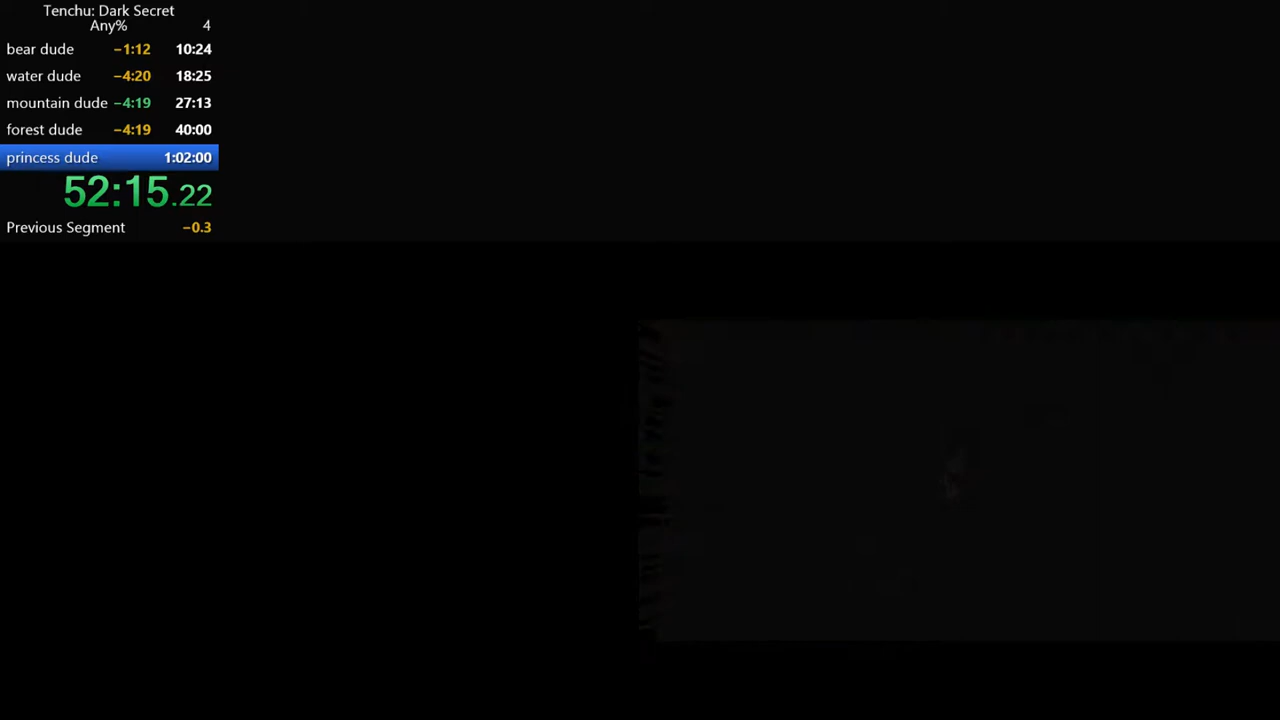 Tenchu: Dark Secret
Any% 4
bear dude −1:12 10:24
water dude −4:20 18:25
mountain dude −4:19 27:13
forest dude −4:19 40:00
princess dude 1:02:00
52:15.22
Previous Segment −0.3